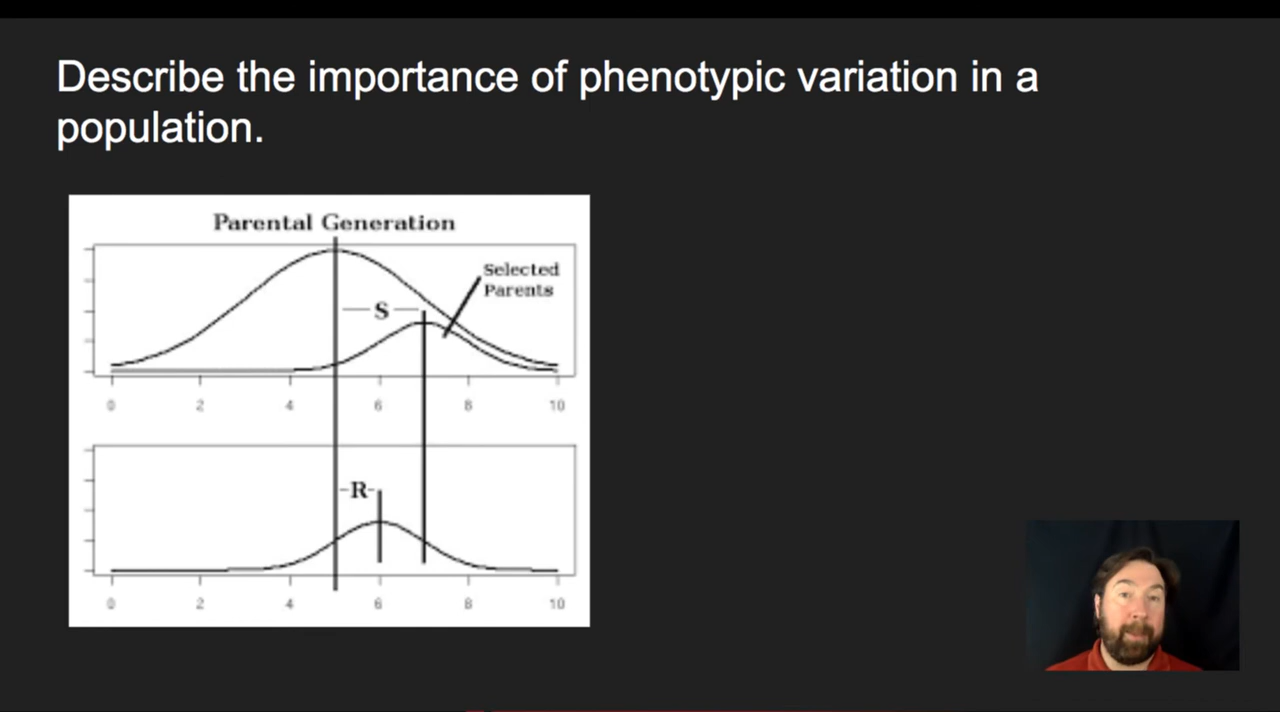 Describe the importance of phenotypic variation in a
population.
Parental Generation
Selected
Parents
S
0 2 4 6 8 10
R
0 2 4 6 8 10